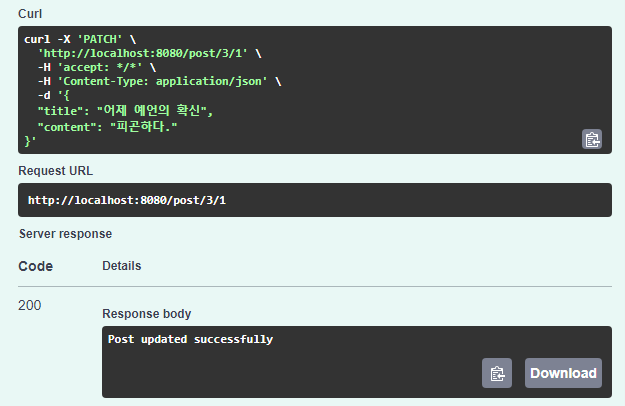 Curl
curl -X 'PATCH' \
'http://localhost:8080/post/3/1' \
-H 'accept: */*' \
-H 'Content-Type: application/json' \
-d '{
"title": "어제 예언의 확신",
"content": "피곤하다."
}'
Request URL
http://localhost:8080/post/3/1
Server response
Code
Details
200
Response body
Post updated successfully
Download